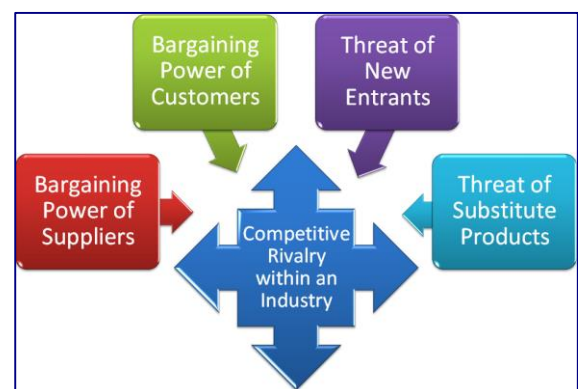 Bargaining
Power of
Customers
Threat of
New
Entrants
Bargaining
Power of
Suppliers
Threat of
Substitute
Products
Competitive
Rivalry
within an
Industry